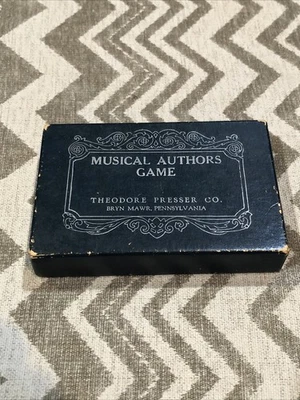 MUSICAL AUTHORS
GAME
THEODORE PRESSER CO.
BRYN MAWR, PENNSYLVANIA